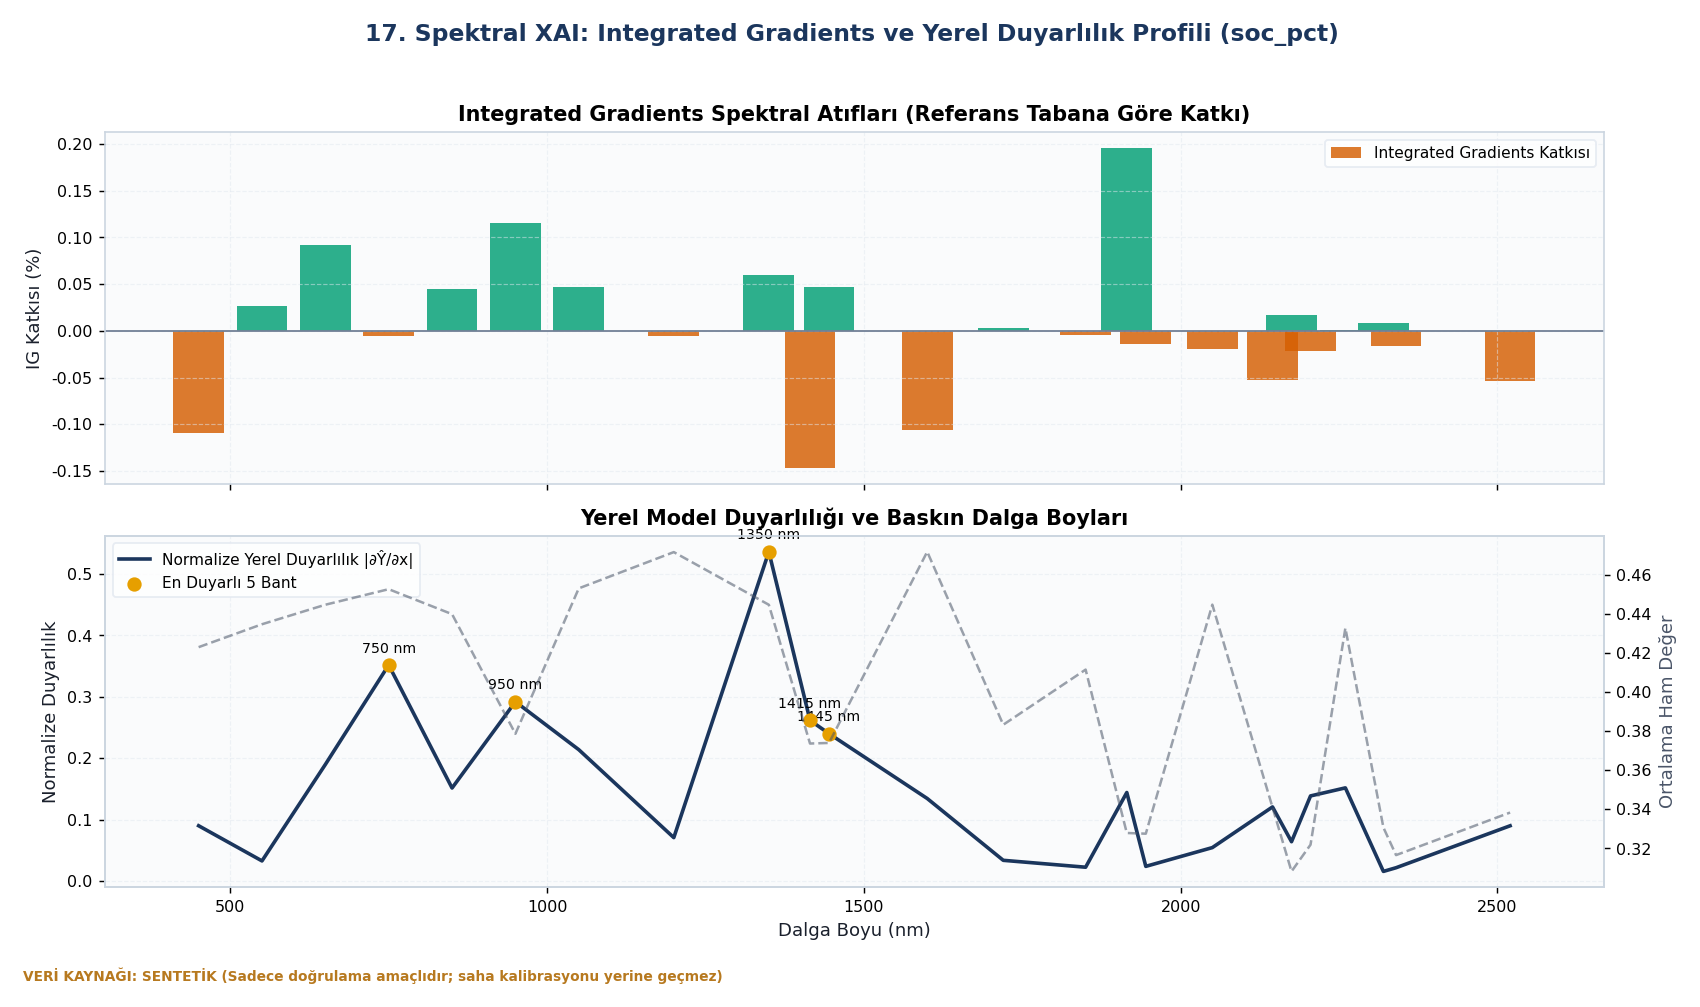 17. Spektral XAI: Integrated Gradients ve Yerel Duyarlılık Profili (soc_pct)
Integrated Gradients Spektral Atıfları (Referans Tabana Göre Katkı)
IG Katkısı (%)
0.20
0.15
0.10
0.05
0.00
-0.05
-0.10
-0.15
Integrated Gradients Katkısı
Yerel Model Duyarlılığı ve Baskın Dalga Boyları
Normalize Duyarlılık
0.5
0.4
0.3
0.2
0.1
0.0
Normalize Yerel Duyarlılık |∂Ŷ/∂x|
En Duyarlı 5 Bant
750 nm
950 nm
1350 nm
1415 nm
1445 nm
0.46
0.44
0.42
0.40
0.38
0.36
0.34
0.32
Ortalama Ham Değer
500
1000
1500
2000
2500
Dalga Boyu (nm)
VERİ KAYNAĞI: SENTETİK (Sadece doğrulama amaçlıdır; saha kalibrasyonu yerine geçmez)